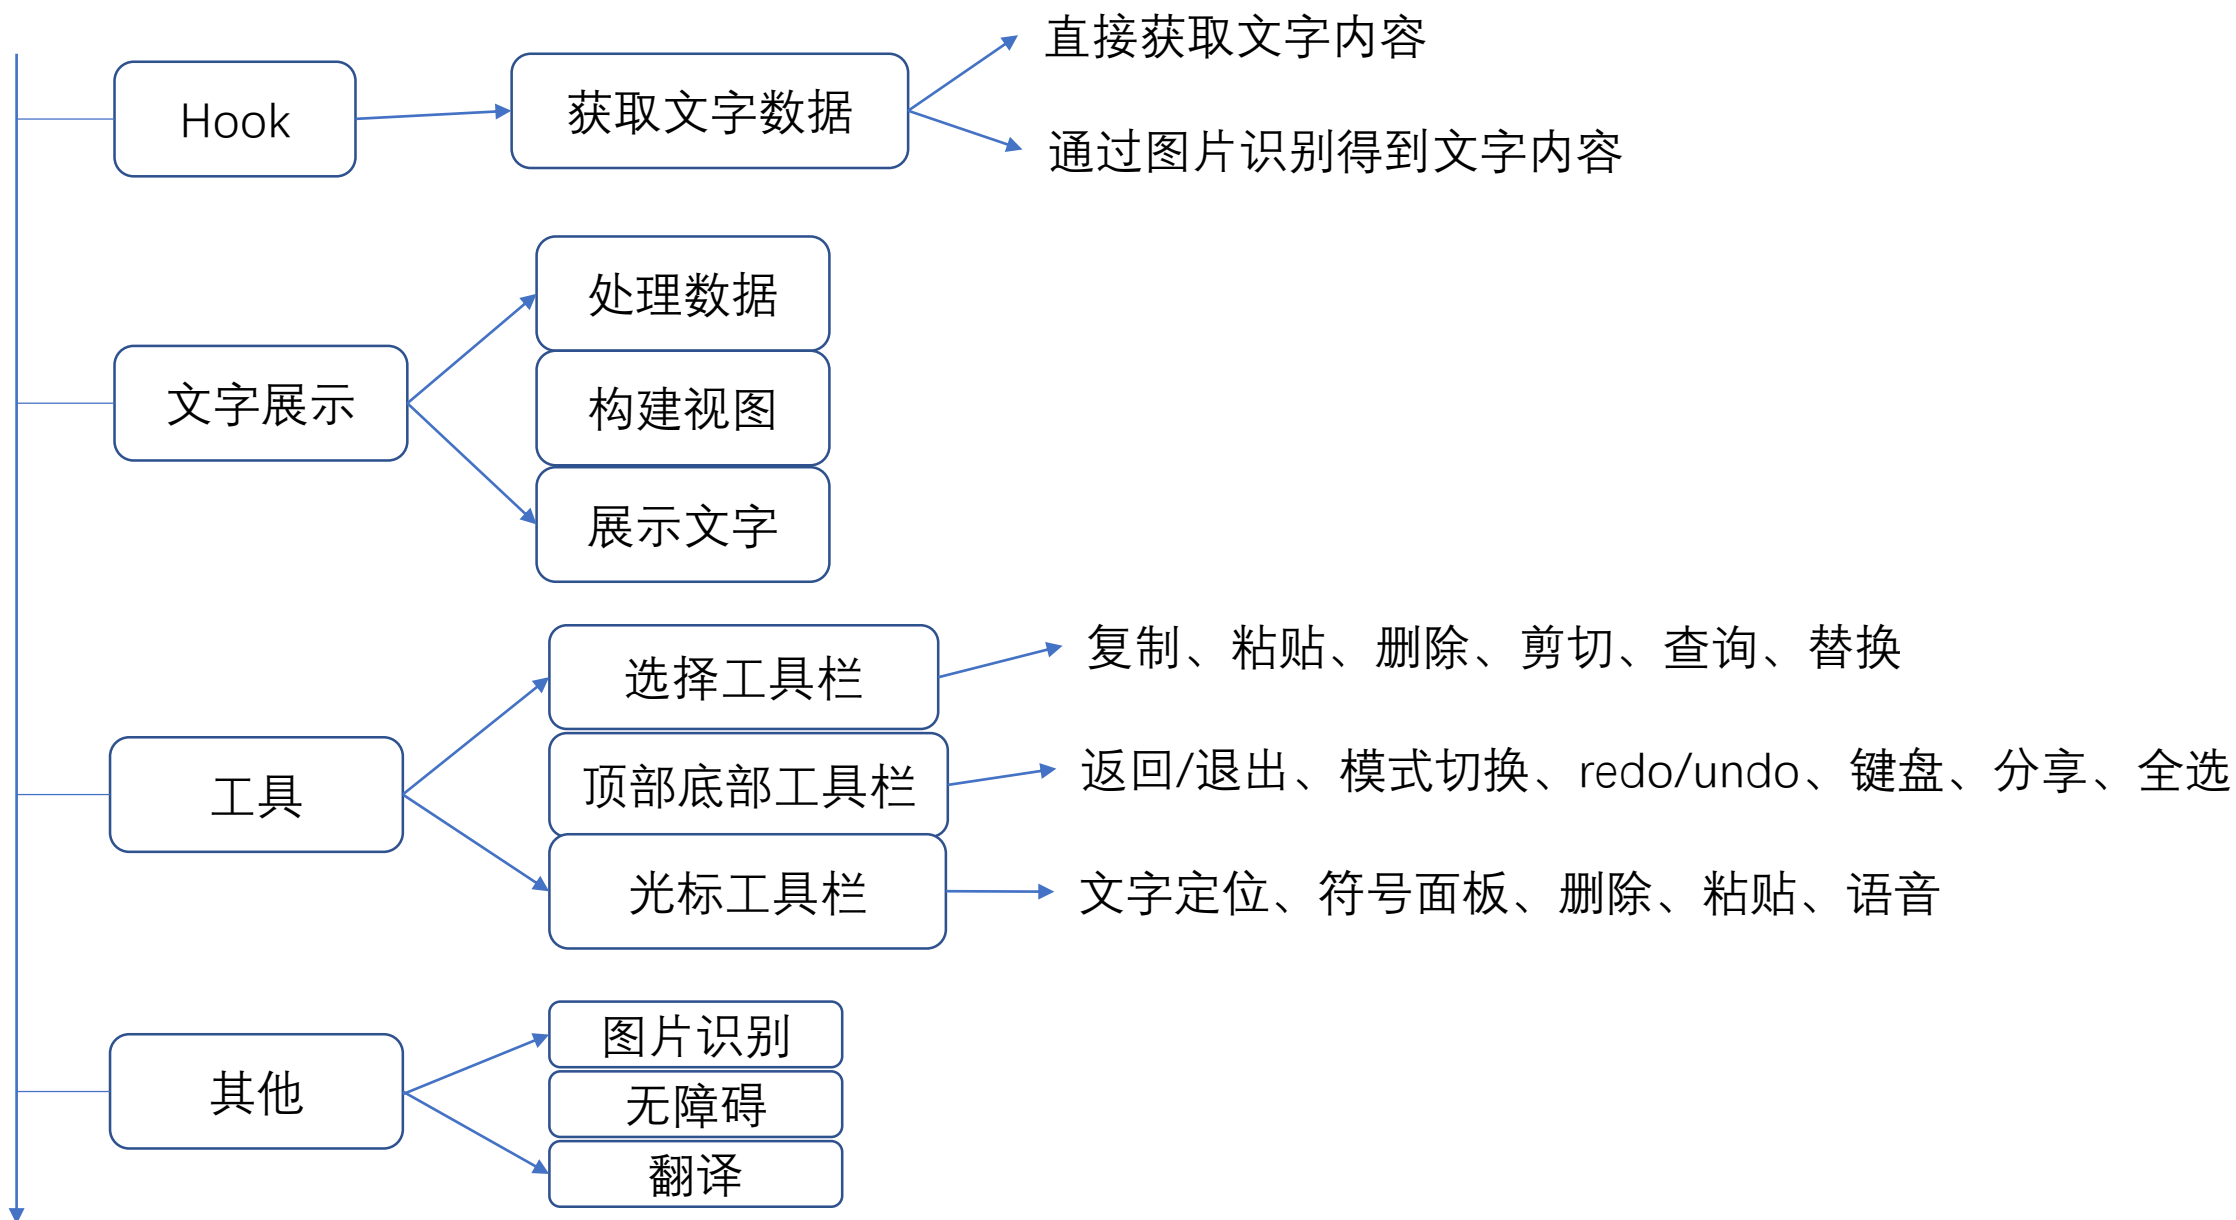 Hook
获取文字数据
直接获取文字内容
通过图片识别得到文字内容
文字展示
处理数据
构建视图
展示文字
工具
选择工具栏
复制、粘贴、删除、剪切、查询、替换
顶部底部工具栏
返回/退出、模式切换、redo/undo、键盘、分享、全选
光标工具栏
文字定位、符号面板、删除、粘贴、语音
其他
图片识别
无障碍
翻译